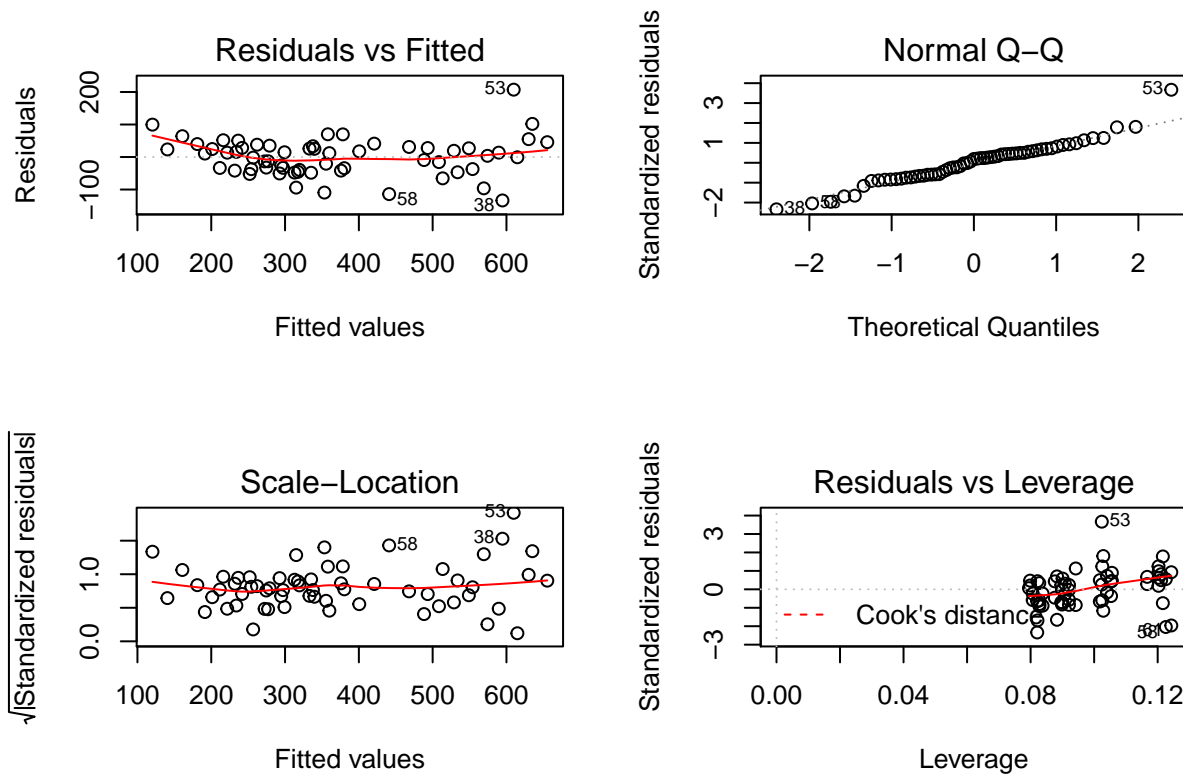 Residuals vs Fitted
Residuals
200
−100
53
58
38
100 200 300 400 500 600
Fitted values
Normal Q−Q
Standardized residuals
3
1
−2
53
38
−2 −1 0 1 2
Theoretical Quantiles
Scale−Location
√|Standardized residuals|
1.0
0.0
53
38
58
100 200 300 400 500 600
Fitted values
Residuals vs Leverage
Standardized residuals
3
0
−3
53
Cook's distance
0.00 0.04 0.08 0.12
Leverage